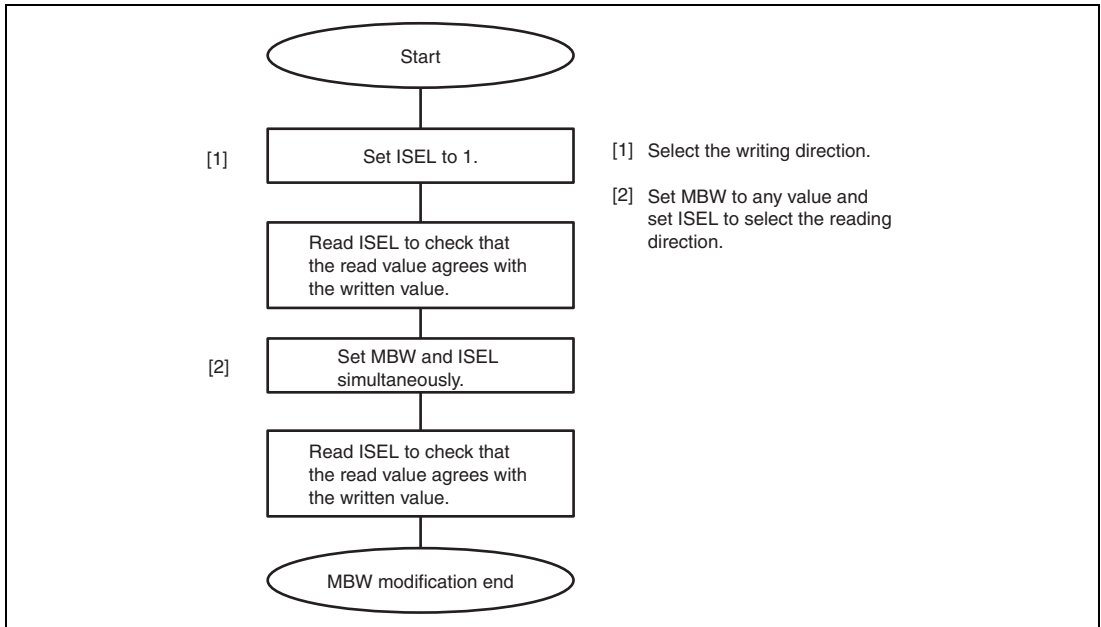 Start
[1]
Set ISEL to 1.
[1] Select the writing direction.
[2] Set MBW to any value and
set ISEL to select the reading
direction.
Read ISEL to check that
the read value agrees with
the written value.
[2]
Set MBW and ISEL
simultaneously.
Read ISEL to check that
the read value agrees with
the written value.
MBW modification end